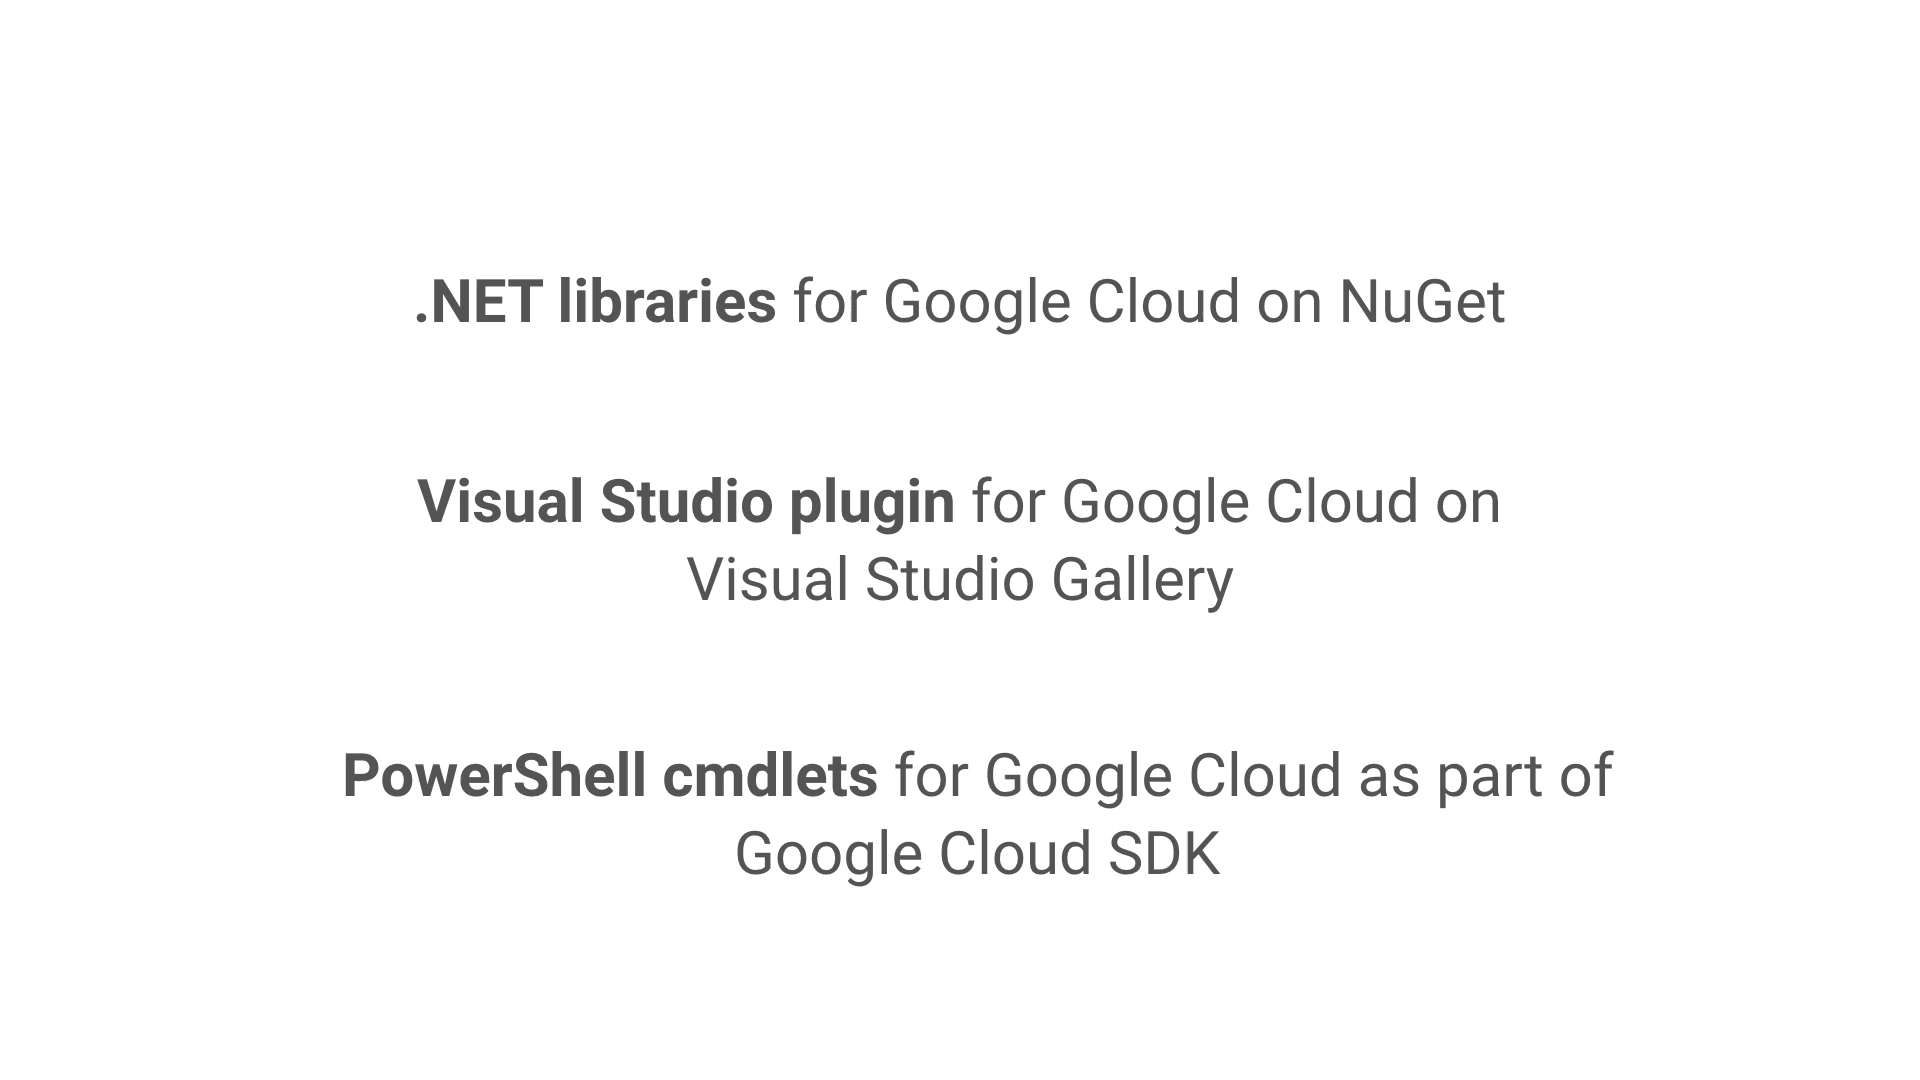 .NET libraries for Google Cloud on NuGet
Visual Studio plugin for Google Cloud on
Visual Studio Gallery
PowerShell cmdlets for Google Cloud as part of
Google Cloud SDK